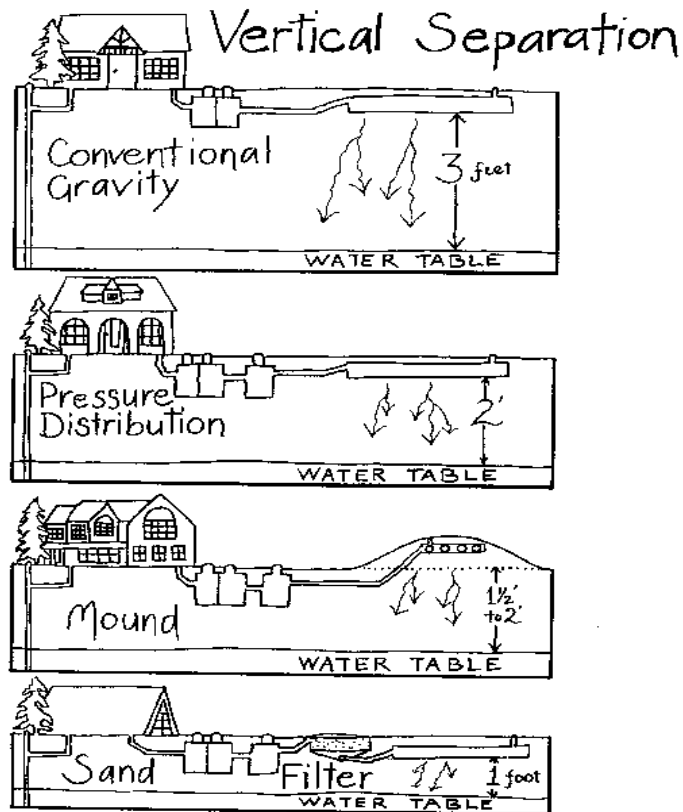 Vertical Separation
Conventional
Gravity
3 feet
WATER TABLE
Pressure
Distribution
2'
WATER TABLE
Mound
1½'
to 2'
WATER TABLE
Sand Filter
1 foot
WATER TABLE